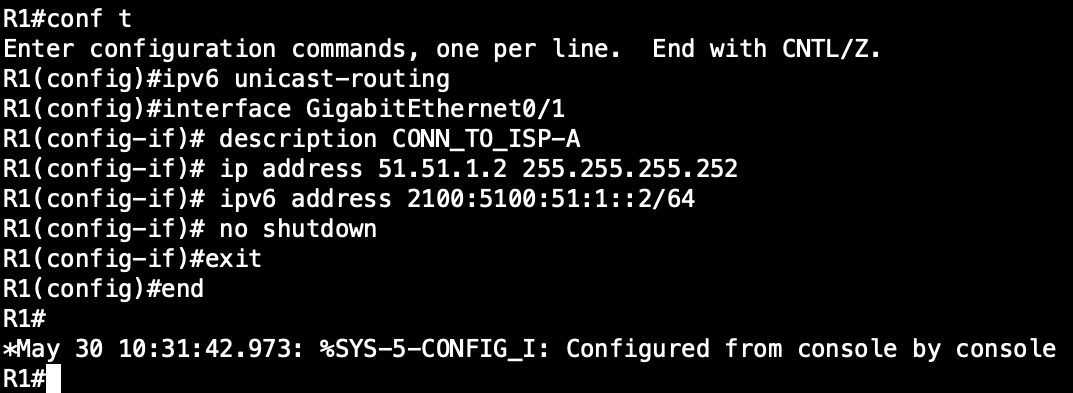 R1#conf t
Enter configuration commands, one per line.  End with CNTL/Z.
R1(config)#ipv6 unicast-routing
R1(config)#interface GigabitEthernet0/1
R1(config-if)# description CONN_TO_ISP-A
R1(config-if)# ip address 51.51.1.2 255.255.255.252
R1(config-if)# ipv6 address 2100:5100:51:1::2/64
R1(config-if)# no shutdown
R1(config-if)#exit
R1(config)#end
R1#
*May 30 10:31:42.973: %SYS-5-CONFIG_I: Configured from console by console
R1#